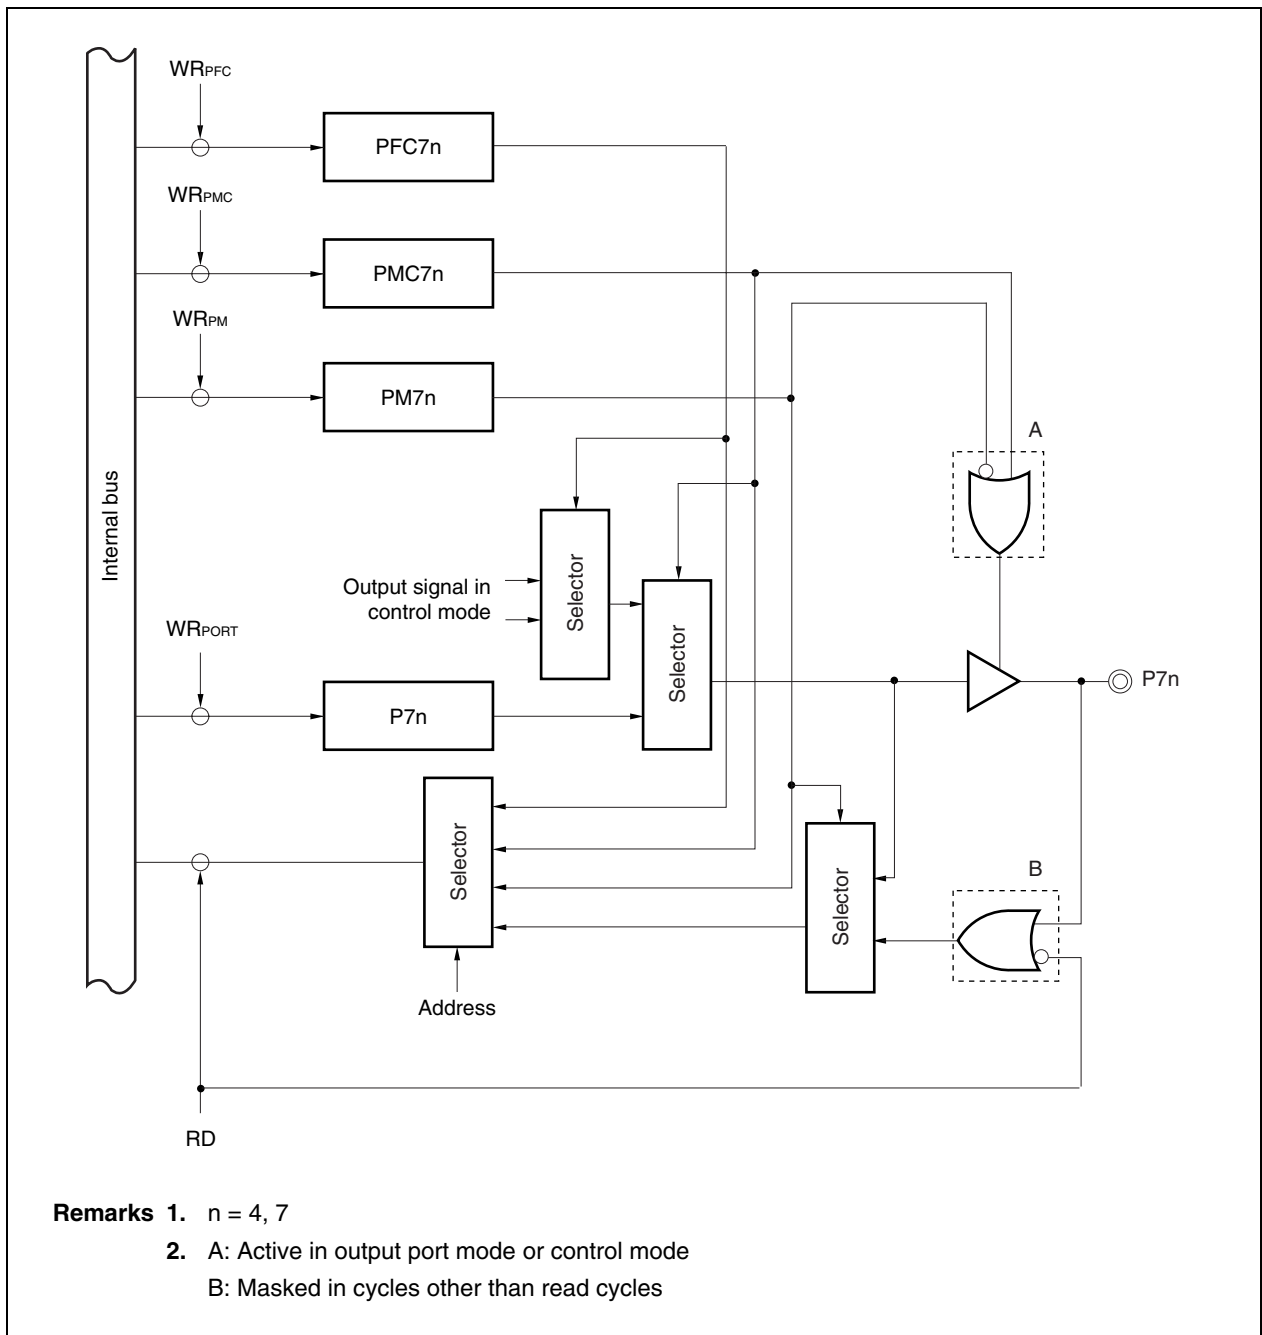 WRPFC
PFC7n
WRPMC
PMC7n
WRPM
PM7n
A
Internal bus
Selector
Output signal in
control mode
Selector
WRPORT
P7n
P7n
Selector
Selector
B
Address
RD
Remarks 1. n = 4, 7
2. A: Active in output port mode or control mode
B: Masked in cycles other than read cycles